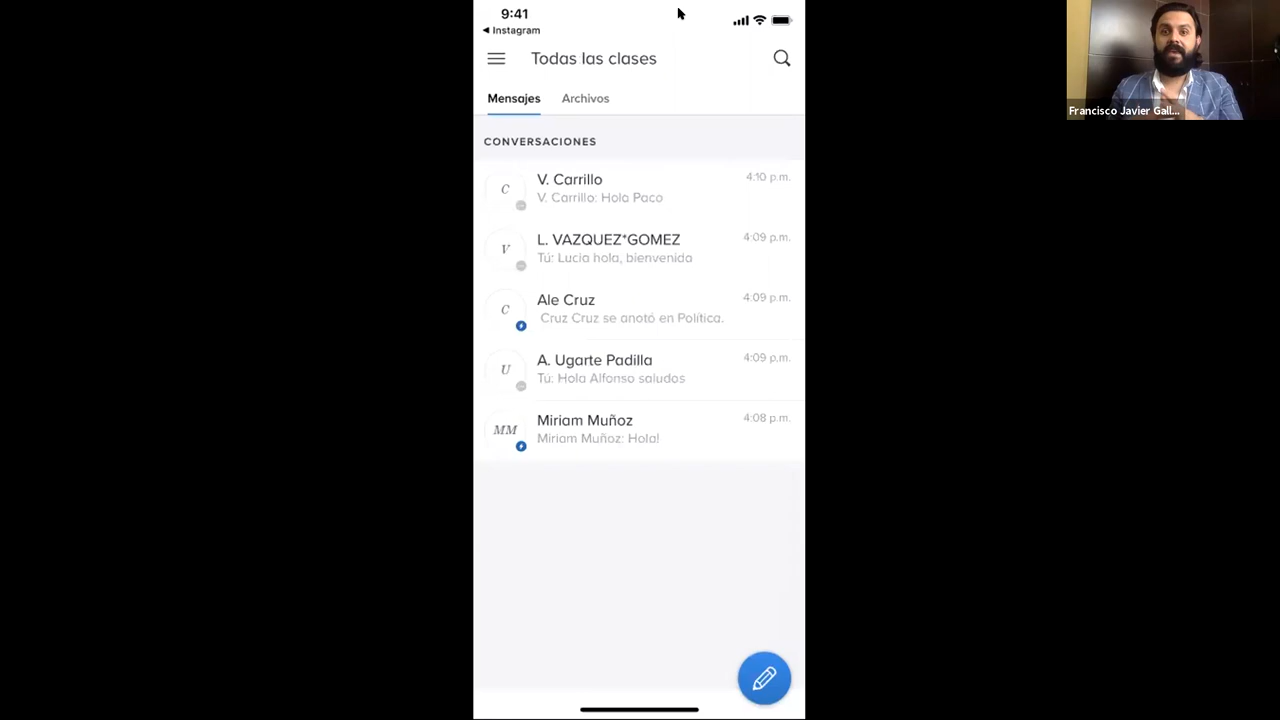 9:41
Instagram
Todas las clases
Mensajes Archivos
CONVERSACIONES
C V. Carrillo 4:10 p.m.
V. Carrillo: Hola Paco
V L. VAZQUEZ*GOMEZ 4:09 p.m.
Tú: Lucia hola, bienvenida
C Ale Cruz 4:09 p.m.
Cruz Cruz se anotó en Política.
U A. Ugarte Padilla 4:09 p.m.
Tú: Hola Alfonso saludos
MM Miriam Muñoz 4:08 p.m.
Miriam Muñoz: Hola!
Francisco Javier Gall...